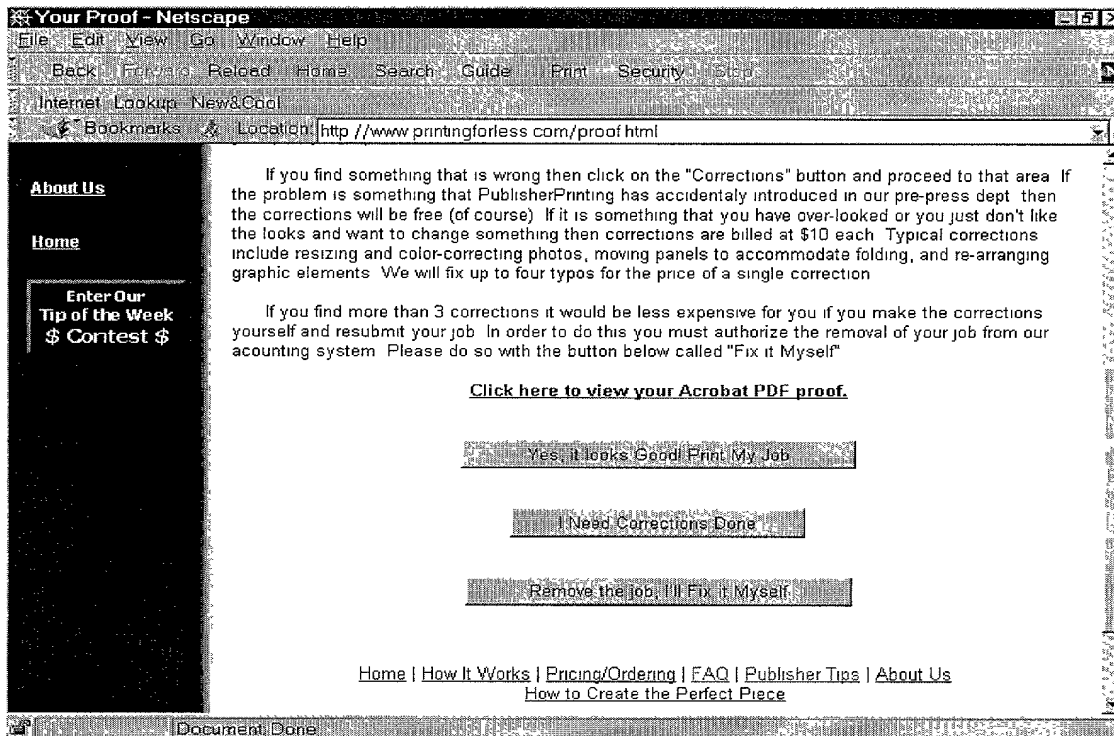 Your Proof - Netscape
File Edit View Go Window Help
Back Forward Reload Home Search Guide Print Security Stop
Internet Lookup New&Cool
Bookmarks Location: http //www printingforless com/proof html
About Us
Home
Enter Our
Tip of the Week
$ Contest $
If you find something that is wrong then click on the "Corrections" button and proceed to that area If
the problem is something that PublisherPrinting has accidentaly introduced in our pre-press dept then
the corrections will be free (of course) If it is something that you have over-looked or you just don't like
the looks and want to change something then corrections are billed at $10 each Typical corrections
include resizing and color-correcting photos, moving panels to accommodate folding, and re-arranging
graphic elements We will fix up to four typos for the price of a single correction
If you find more than 3 corrections it would be less expensive for you if you make the corrections
yourself and resubmit your job In order to do this you must authorize the removal of your job from our
acounting system Please do so with the button below called "Fix it Myself"
Click here to view your Acrobat PDF proof.
Yes, it looks Good! Print My Job
I Need Corrections Done
Remove the job, I'll Fix it Myself
Home | How It Works | Pricing/Ordering | FAQ | Publisher Tips | About Us
How to Create the Perfect Piece
Document Done